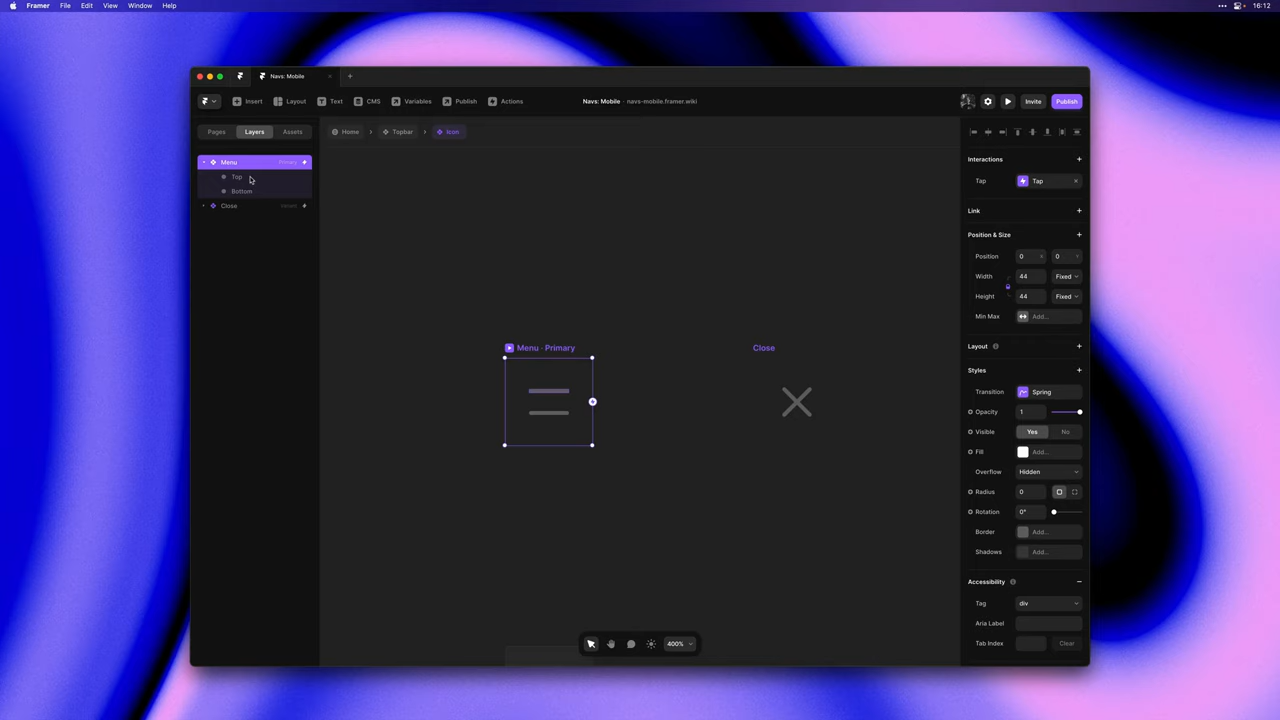 Framer File Edit View Window Help 16:12
Navs: Mobile
Insert Layout Text CMS Variables Publish Actions Navs: Mobile · navs-mobile.framer.wiki Invite Publish
Pages Layers Assets Home Topbar Icon
Menu Primary
Top
Bottom
Close Variant
Menu · Primary
Close
400%
Interactions
Tap Tap
Link
Position & Size
Position 0 X 0 Y
Width 44 Fixed
Height 44 Fixed
Min Max Add...
Layout
Styles
Transition Spring
Opacity 1
Visible Yes No
Fill Add...
Overflow Hidden
Radius 0
Rotation 0°
Border Add...
Shadows Add...
Accessibility
Tag div
Aria Label
Tab Index Clear